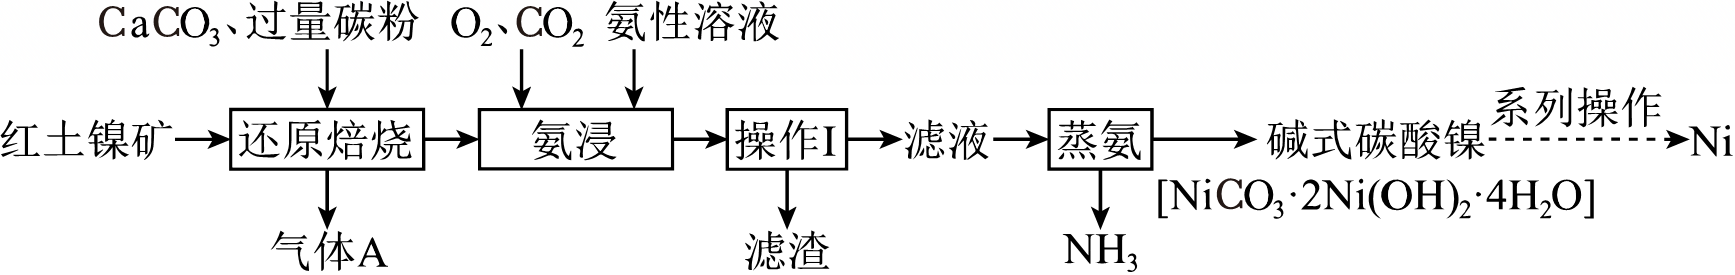 CaCO₃、过量碳粉 O₂、CO₂ 氨性溶液
红土镍矿 还原焙烧 氨浸 操作I 滤液 蒸氨 碱式碳酸镍 系列操作 Ni
[NiCO₃·2Ni(OH)₂·4H₂O]
气体A 滤渣 NH₃